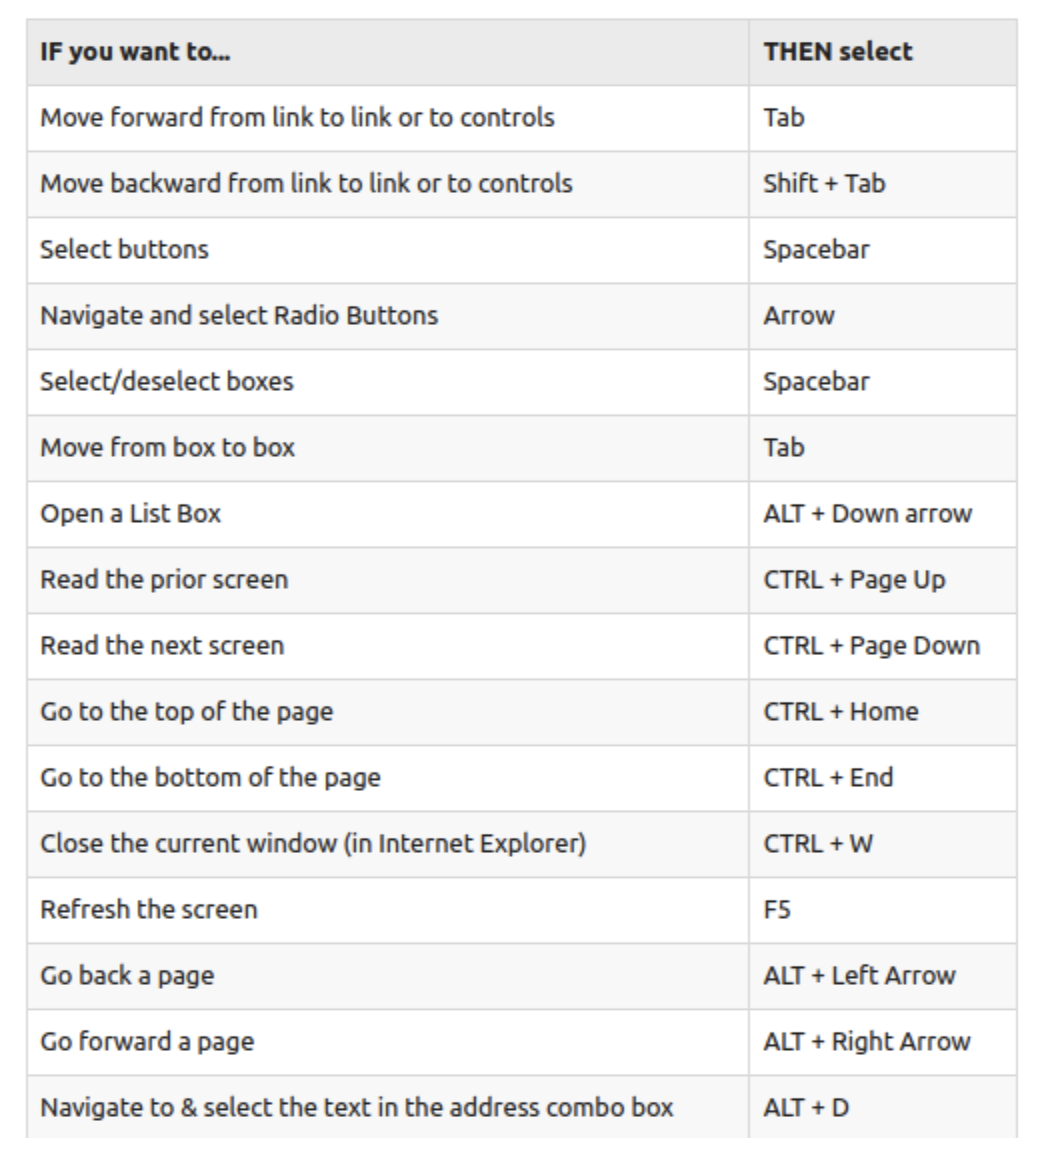 IF you want to... THEN select
Move forward from link to link or to controls Tab
Move backward from link to link or to controls Shift + Tab
Select buttons Spacebar
Navigate and select Radio Buttons Arrow
Select/deselect boxes Spacebar
Move from box to box Tab
Open a List Box ALT + Down arrow
Read the prior screen CTRL + Page Up
Read the next screen CTRL + Page Down
Go to the top of the page CTRL + Home
Go to the bottom of the page CTRL + End
Close the current window (in Internet Explorer) CTRL + W
Refresh the screen F5
Go back a page ALT + Left Arrow
Go forward a page ALT + Right Arrow
Navigate to & select the text in the address combo box ALT + D